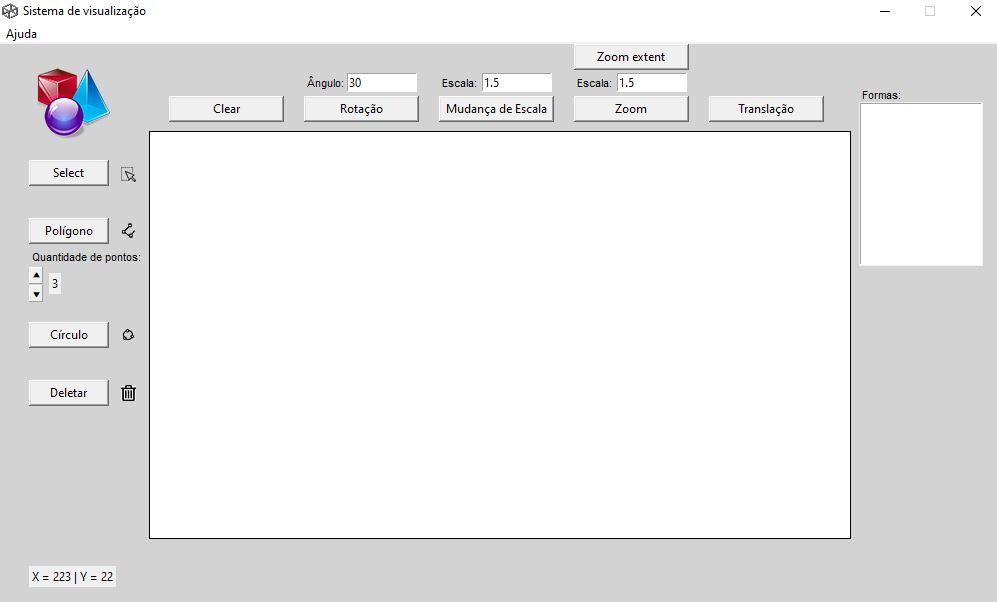 Sistema de visualização
Ajuda
Zoom extent
Ângulo: 30
Escala: 1.5
Escala: 1.5
Clear
Rotação
Mudança de Escala
Zoom
Translação
Formas:
Select
Polígono
Quantidade de pontos:
3
Círculo
Deletar
X = 223 | Y = 22